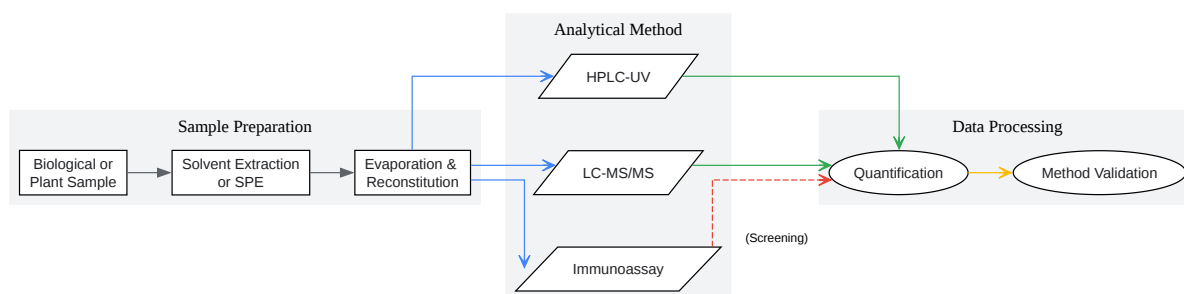 Analytical Method
HPLC-UV
Sample Preparation
Data Processing
Biological or
Plant Sample
Solvent Extraction
or SPE
Evaporation &
Reconstitution
LC-MS/MS
Quantification
Method Validation
(Screening)
Immunoassay